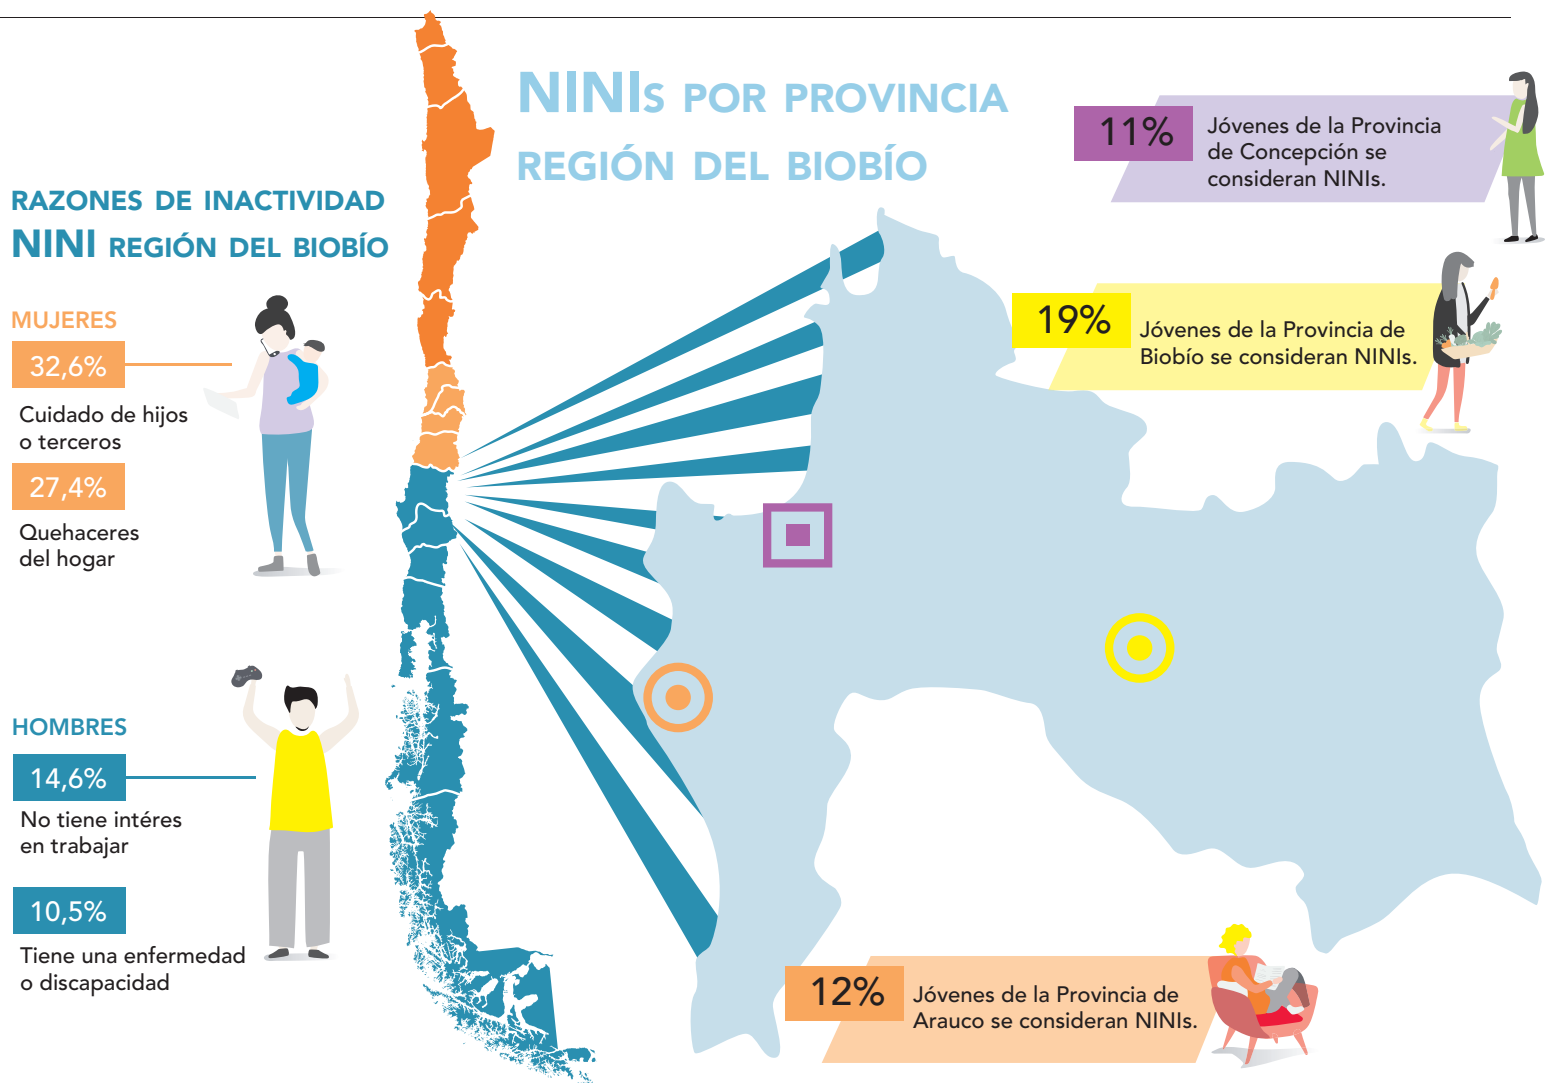 NINIs POR PROVINCIA
REGIÓN DEL BIOBÍO
RAZONES DE INACTIVIDAD
NINI REGIÓN DEL BIOBÍO
MUJERES
32,6%
Cuidado de hijos
o terceros
27,4%
Quehaceres
del hogar
HOMBRES
14,6%
No tiene intéres
en trabajar
10,5%
Tiene una enfermedad
o discapacidad
11%
Jóvenes de la Provincia
de Concepción se
consideran NINIs.
19%
Jóvenes de la Provincia de
Biobío se consideran NINIs.
12%
Jóvenes de la Provincia de
Arauco se consideran NINIs.